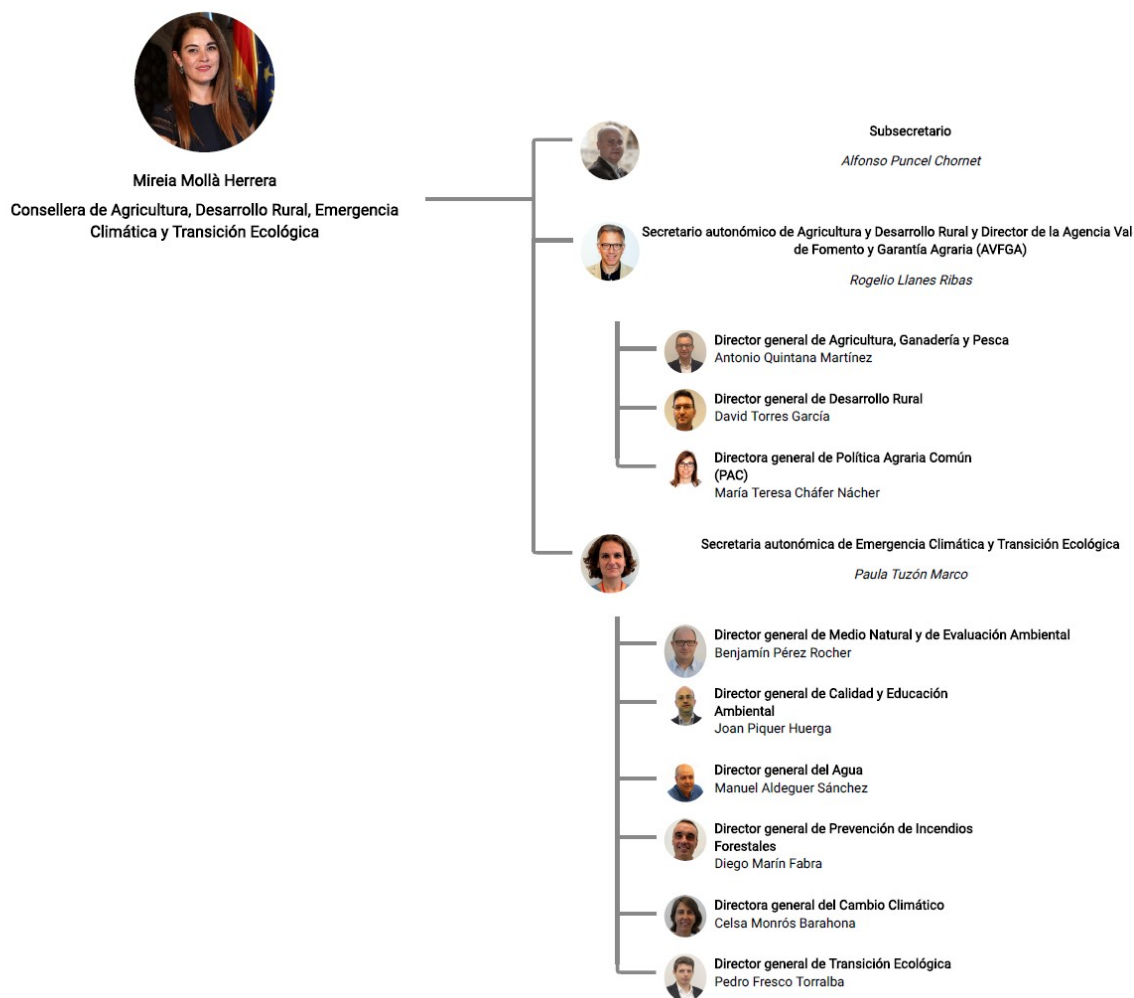 Mireia Mollà Herrera
Consellera de Agricultura, Desarrollo Rural, Emergencia
Climática y Transición Ecológica
Subsecretario
Alfonso Puncel Chornet
Secretario autonómico de Agricultura y Desarrollo Rural y Director de la Agencia Val
de Fomento y Garantía Agraria (AVFGA)
Rogelio Llanes Ribas
Director general de Agricultura, Ganadería y Pesca
Antonio Quintana Martínez
Director general de Desarrollo Rural
David Torres García
Directora general de Política Agraria Común
(PAC)
María Teresa Cháfer Nácher
Secretaria autonómica de Emergencia Climática y Transición Ecológica
Paula Tuzón Marco
Director general de Medio Natural y de Evaluación Ambiental
Benjamín Pérez Rocher
Director general de Calidad y Educación
Ambiental
Joan Piquer Huerga
Director general del Agua
Manuel Aldeguer Sánchez
Director general de Prevención de Incendios
Forestales
Diego Marín Fabra
Directora general del Cambio Climático
Celsa Monrós Barahona
Director general de Transición Ecológica
Pedro Fresco Torralba